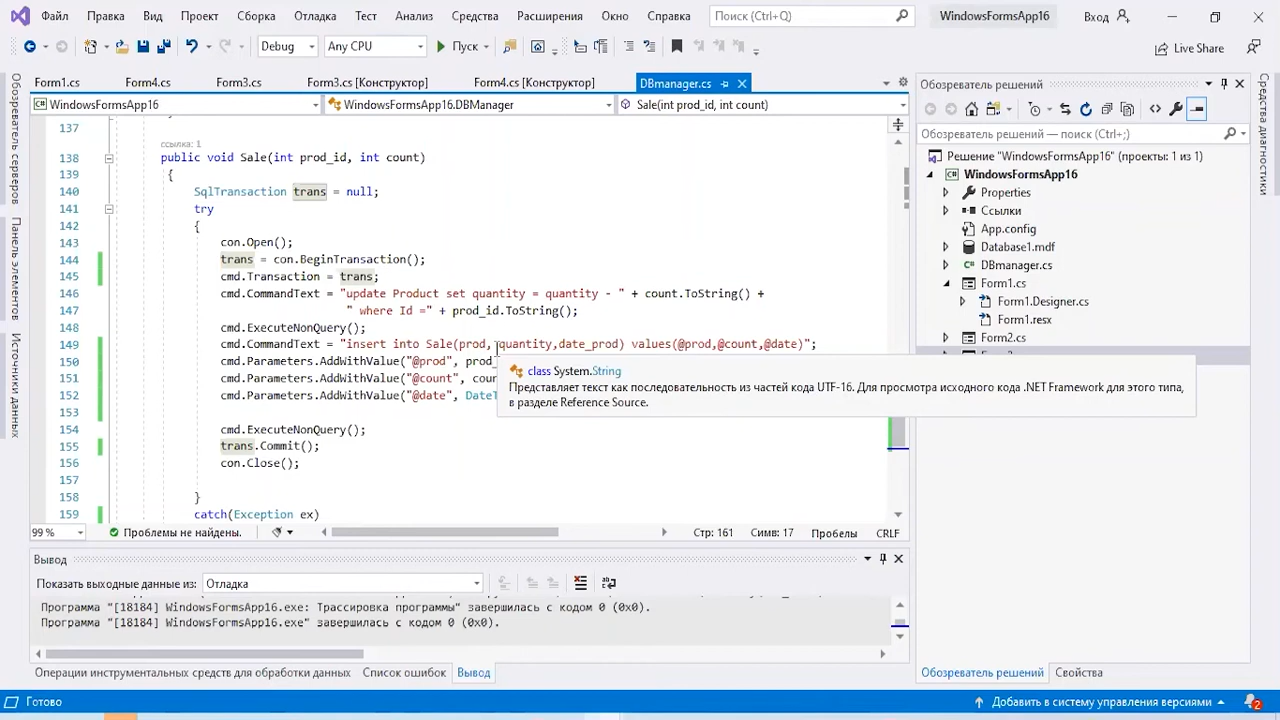 Файл Правка Вид Проект Сборка Отладка Тест Анализ Средства Расширения Окно Справка Поиск (Ctrl+Q) WindowsFormsApp16 Вход
Debug Any CPU Пуск Live Share
Form1.cs Form4.cs Form3.cs Form3.cs [Конструктор] Form4.cs [Конструктор] DBmanager.cs
WindowsFormsApp16 WindowsFormsApp16.DBManager Sale(int prod_id, int count)
137
ссылка: 1
138 public void Sale(int prod_id, int count)
139 {
140 SqlTransaction trans = null;
141 try
142 {
143 con.Open();
144 trans = con.BeginTransaction();
145 cmd.Transaction = trans;
146 cmd.CommandText = "update Product set quantity = quantity - " + count.ToString() +
147 " where Id =" + prod_id.ToString();
148 cmd.ExecuteNonQuery();
149 cmd.CommandText = "insert into Sale(prod, quantity,date_prod) values(@prod,@count,@date)";
150 cmd.Parameters.AddWithValue("@prod", prod_
151 cmd.Parameters.AddWithValue("@count", coun
152 cmd.Parameters.AddWithValue("@date", DateT
153
154 cmd.ExecuteNonQuery();
155 trans.Commit();
156 con.Close();
157
158 }
159 catch(Exception ex)
class System.String
Представляет текст как последовательность из частей кода UTF-16. Для просмотра исходного кода .NET Framework для этого типа,
в разделе Reference Source.
99 % Проблемы не найдены. Стр: 161 Симв: 17 Пробелы CRLF
Вывод
Показать выходные данные из: Отладка
Программа "[18184] WindowsFormsApp16.exe: Трассировка программы" завершилась с кодом 0 (0x0).
Программа "[18184] WindowsFormsApp16.exe" завершилась с кодом 0 (0x0).
Операции инструментальных средств для обработки данных Список ошибок Вывод
Обозреватель решений
Обозреватель решений — поиск (Ctrl+;)
Решение "WindowsFormsApp16" (проекты: 1 из 1)
WindowsFormsApp16
Properties
Ссылки
App.config
Database1.mdf
DBmanager.cs
Form1.cs
Form1.Designer.cs
Form1.resx
Form2.cs
Обозреватель решений Свойства
Обозреватель серверов
Панель элементов
Источники данных
Средства диагностики
Готово Добавить в систему управления версиями 2